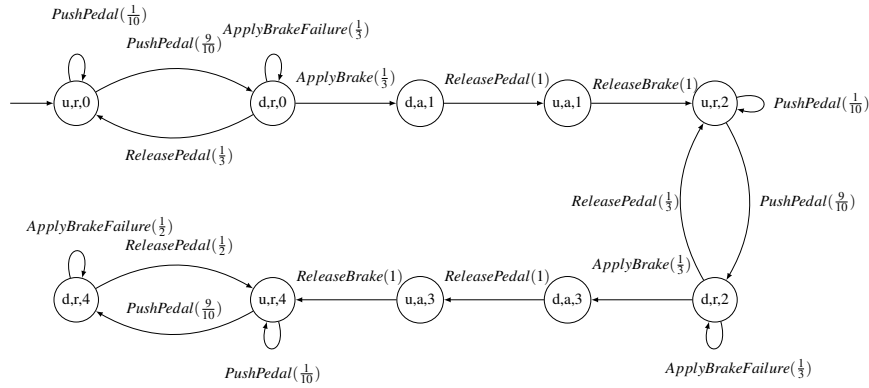 PushPedal(1/10)
PushPedal(9/10)
ApplyBrakeFailure(1/3)
ApplyBrake(1/3)
ReleasePedal(1)
ReleaseBrake(1)
u,r,0
d,r,0
d,a,1
u,a,1
u,r,2
PushPedal(1/10)
ReleasePedal(1/3)
ReleasePedal(1/3)
PushPedal(9/10)
ApplyBrakeFailure(1/2)
ReleasePedal(1/2)
ReleaseBrake(1)
ReleasePedal(1)
ApplyBrake(1/3)
d,r,4
PushPedal(9/10)
u,r,4
u,a,3
d,a,3
d,r,2
PushPedal(1/10)
ApplyBrakeFailure(1/3)